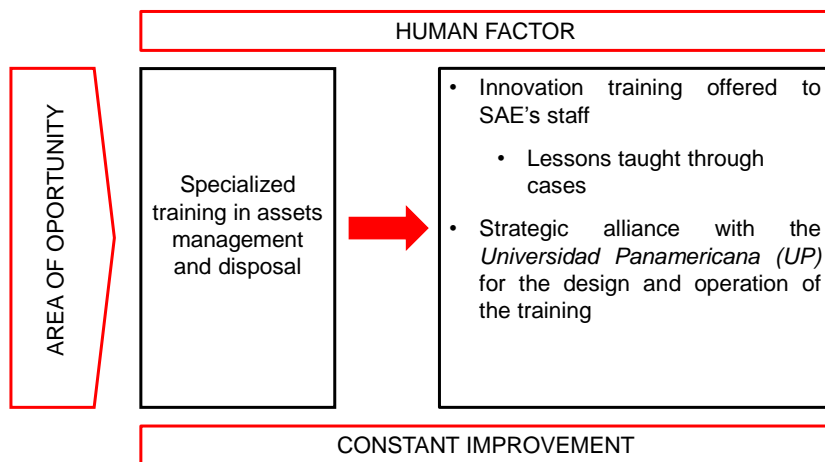 HUMAN FACTOR
AREA OF OPORTUNITY
Specialized
training in assets
management
and disposal
• Innovation training offered to
SAE’s staff
• Lessons taught through
cases
• Strategic alliance with the
Universidad Panamericana (UP)
for the design and operation of
the training
CONSTANT IMPROVEMENT